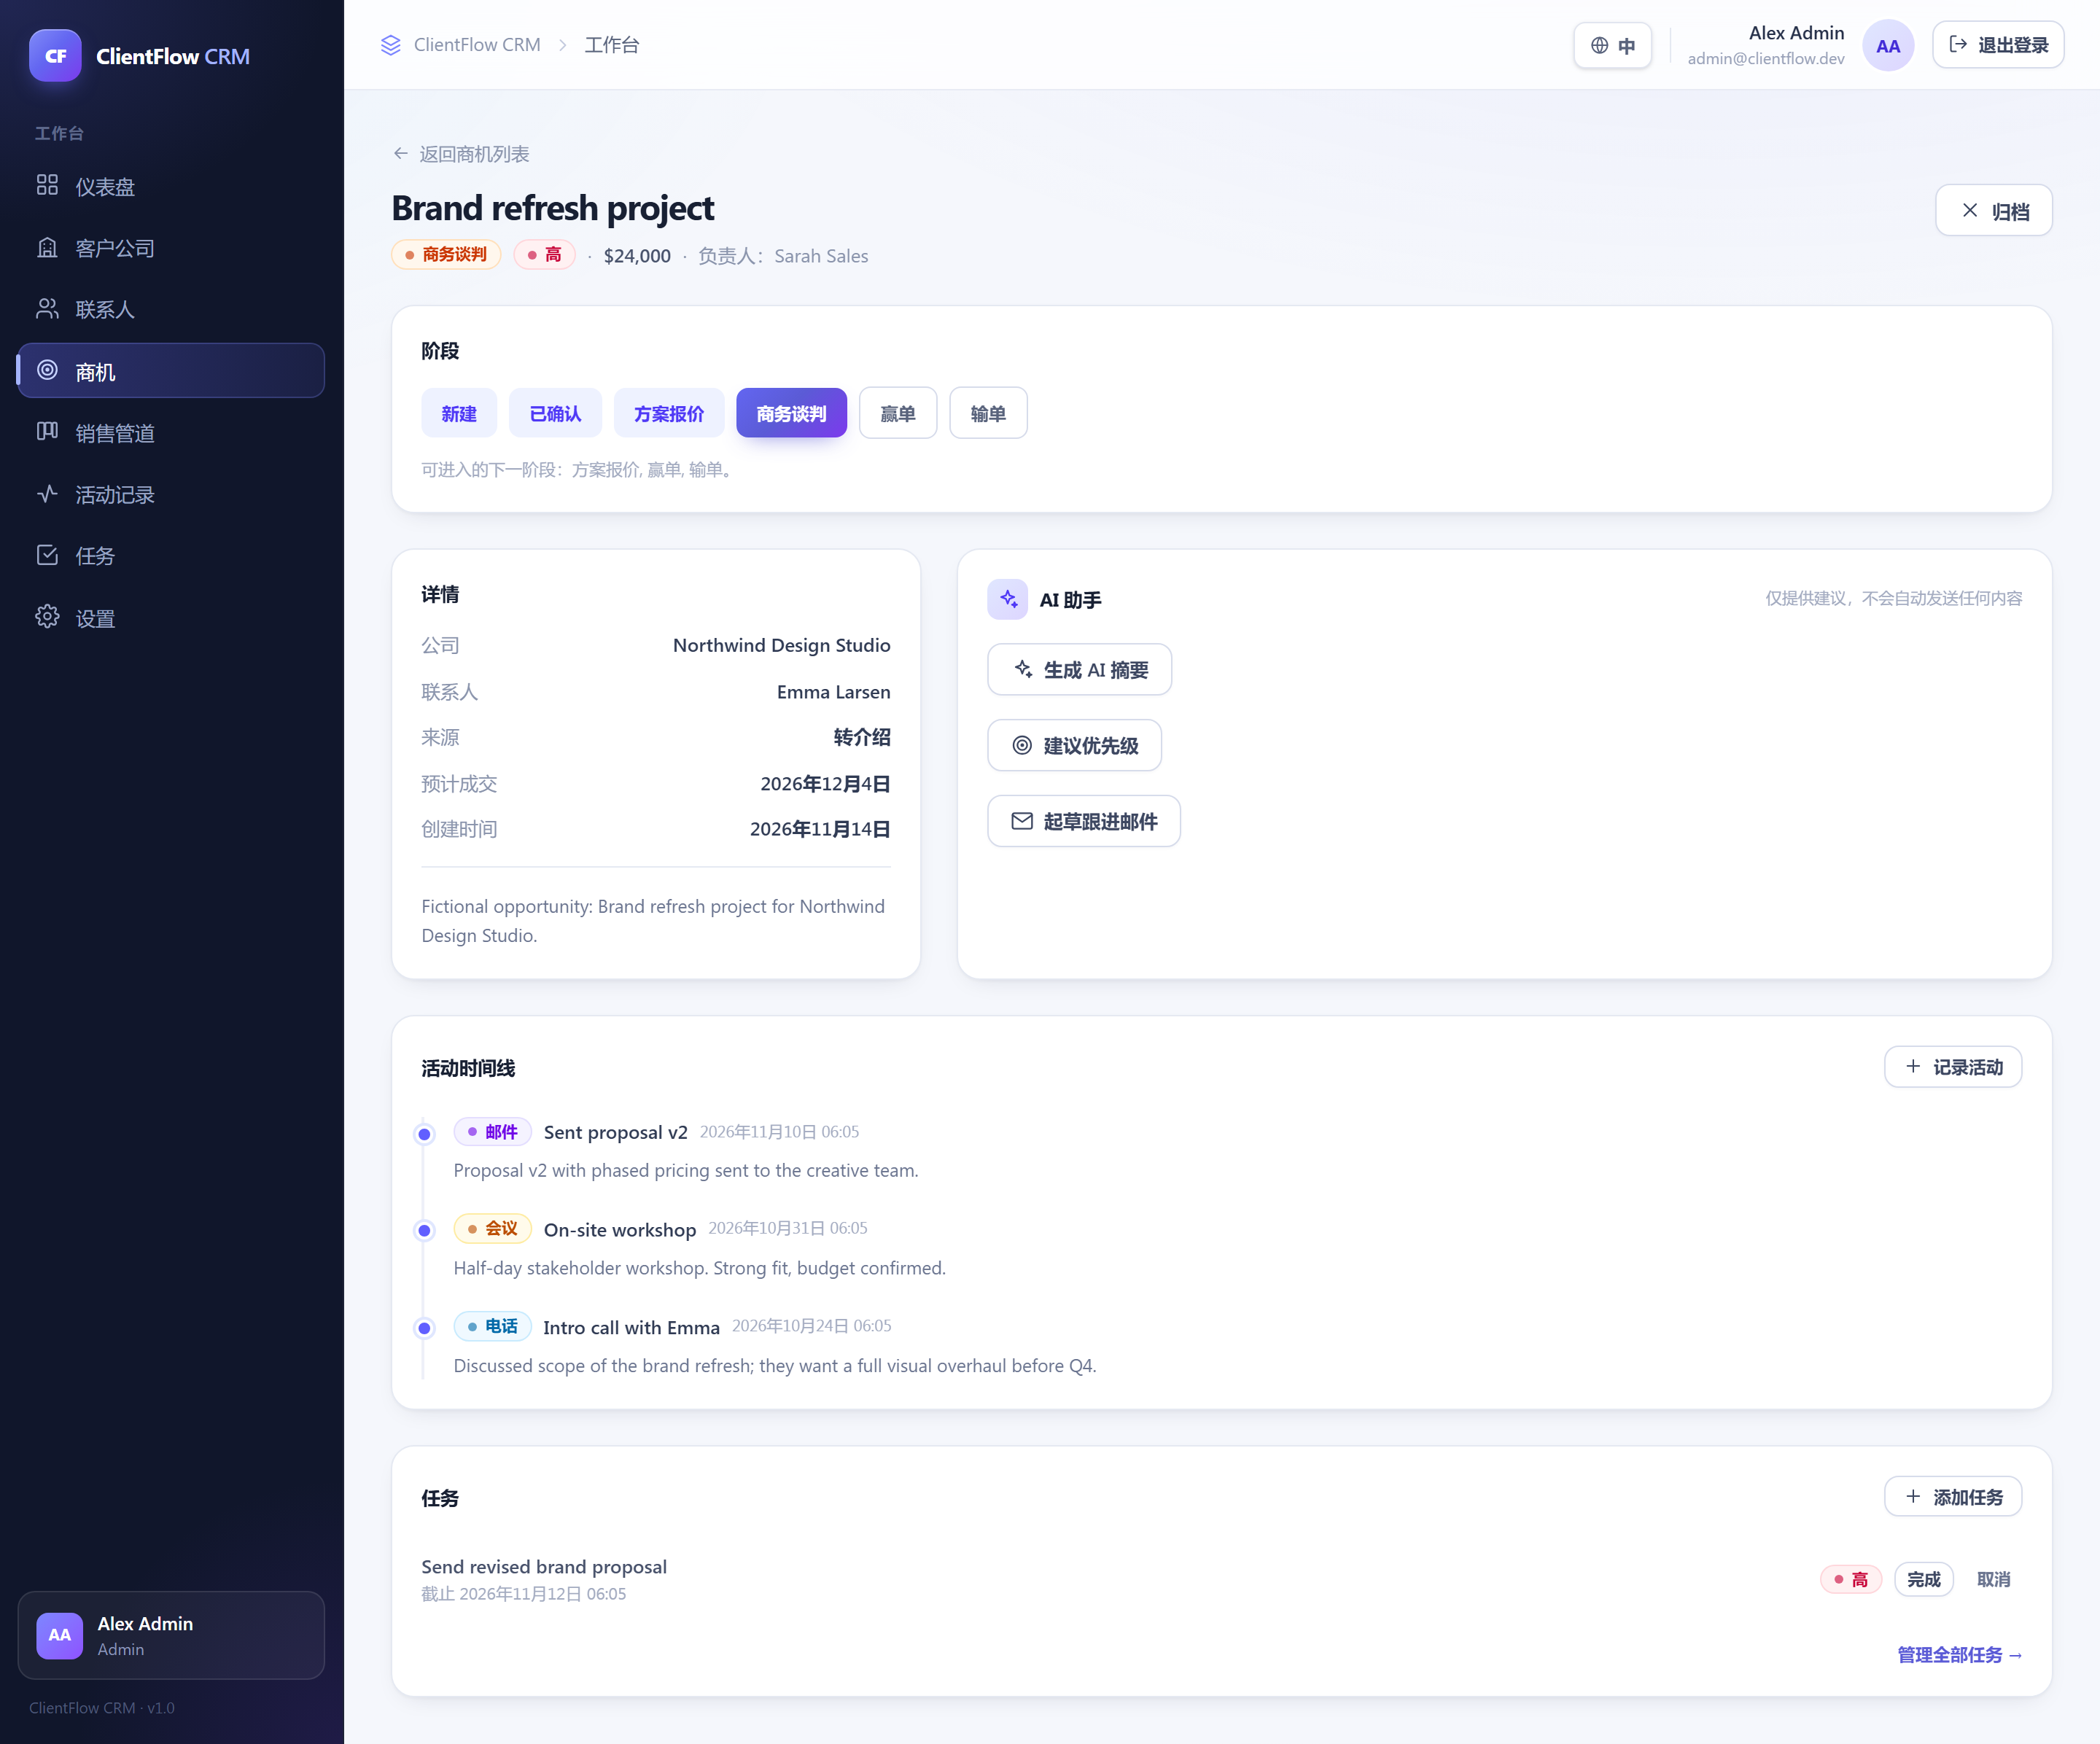 CF ClientFlow CRM
工作台
仪表盘
客户公司
联系人
商机
销售管道
活动记录
任务
设置
AA Alex Admin
Admin
ClientFlow CRM · v1.0
ClientFlow CRM > 工作台
中
Alex Admin
admin@clientflow.dev
AA
退出登录
← 返回商机列表
Brand refresh project
归档
商务谈判 高 · $24,000 · 负责人：Sarah Sales
阶段
新建 已确认 方案报价 商务谈判 赢单 输单
可进入的下一阶段：方案报价, 赢单, 输单。
详情
公司 Northwind Design Studio
联系人 Emma Larsen
来源 转介绍
预计成交 2026年12月4日
创建时间 2026年11月14日
Fictional opportunity: Brand refresh project for Northwind
Design Studio.
AI 助手 仅提供建议，不会自动发送任何内容
生成 AI 摘要
建议优先级
起草跟进邮件
活动时间线 + 记录活动
邮件 Sent proposal v2 2026年11月10日 06:05
Proposal v2 with phased pricing sent to the creative team.
会议 On-site workshop 2026年10月31日 06:05
Half-day stakeholder workshop. Strong fit, budget confirmed.
电话 Intro call with Emma 2026年10月24日 06:05
Discussed scope of the brand refresh; they want a full visual overhaul before Q4.
任务 + 添加任务
Send revised brand proposal
截止 2026年11月12日 06:05
高 完成 取消
管理全部任务 →